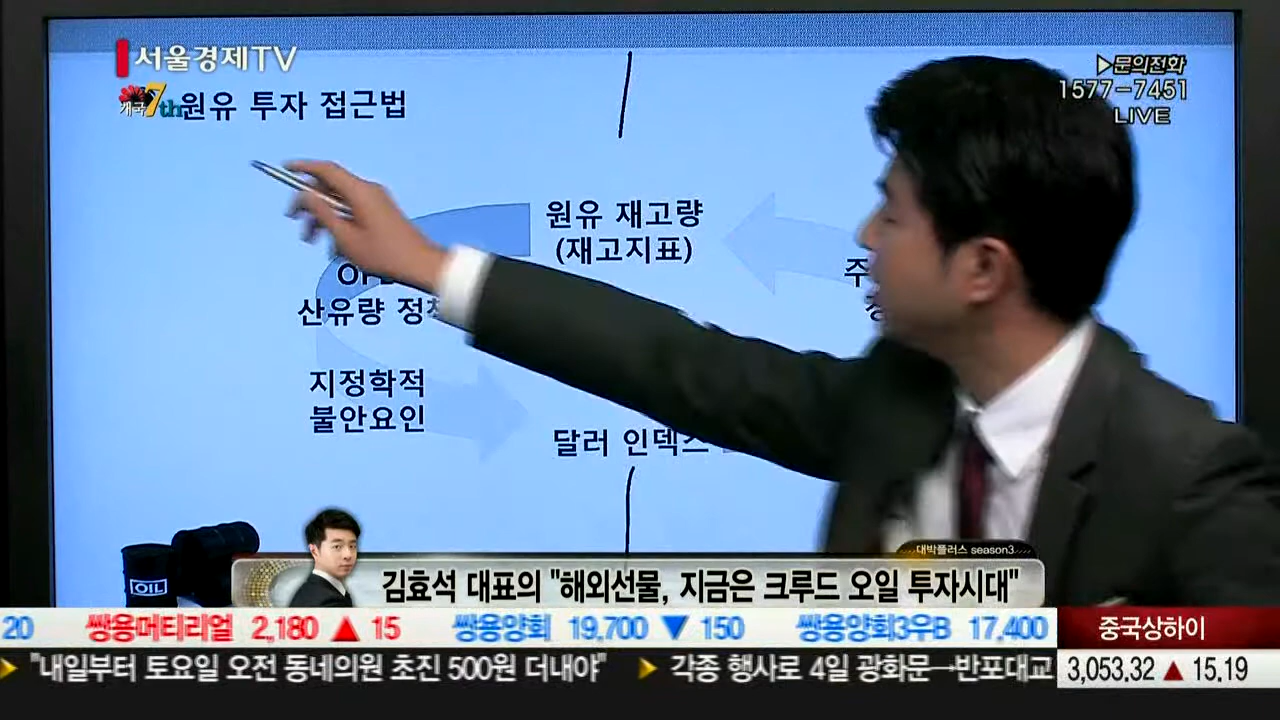 서울경제TV
개국 7th
원유 투자 접근법
▶문의전화
1577-7451
LIVE
원유 재고량
(재고지표)
산유량
지정학적
불안요인
달러 인덱스
OIL
대박플러스 season3
김효석 대표의 "해외선물, 지금은 크루드 오일 투자시대"
20 쌍용머티리얼 2,180 ▲ 15 쌍용양회 19,700 ▼ 150 쌍용양회3우B 17,400
중국상하이
"내일부터 토요일 오전 동네의원 초진 500원 더내야" ▶ 각종 행사로 4일 광화문→반포대교
3,053.32 ▲ 15.19